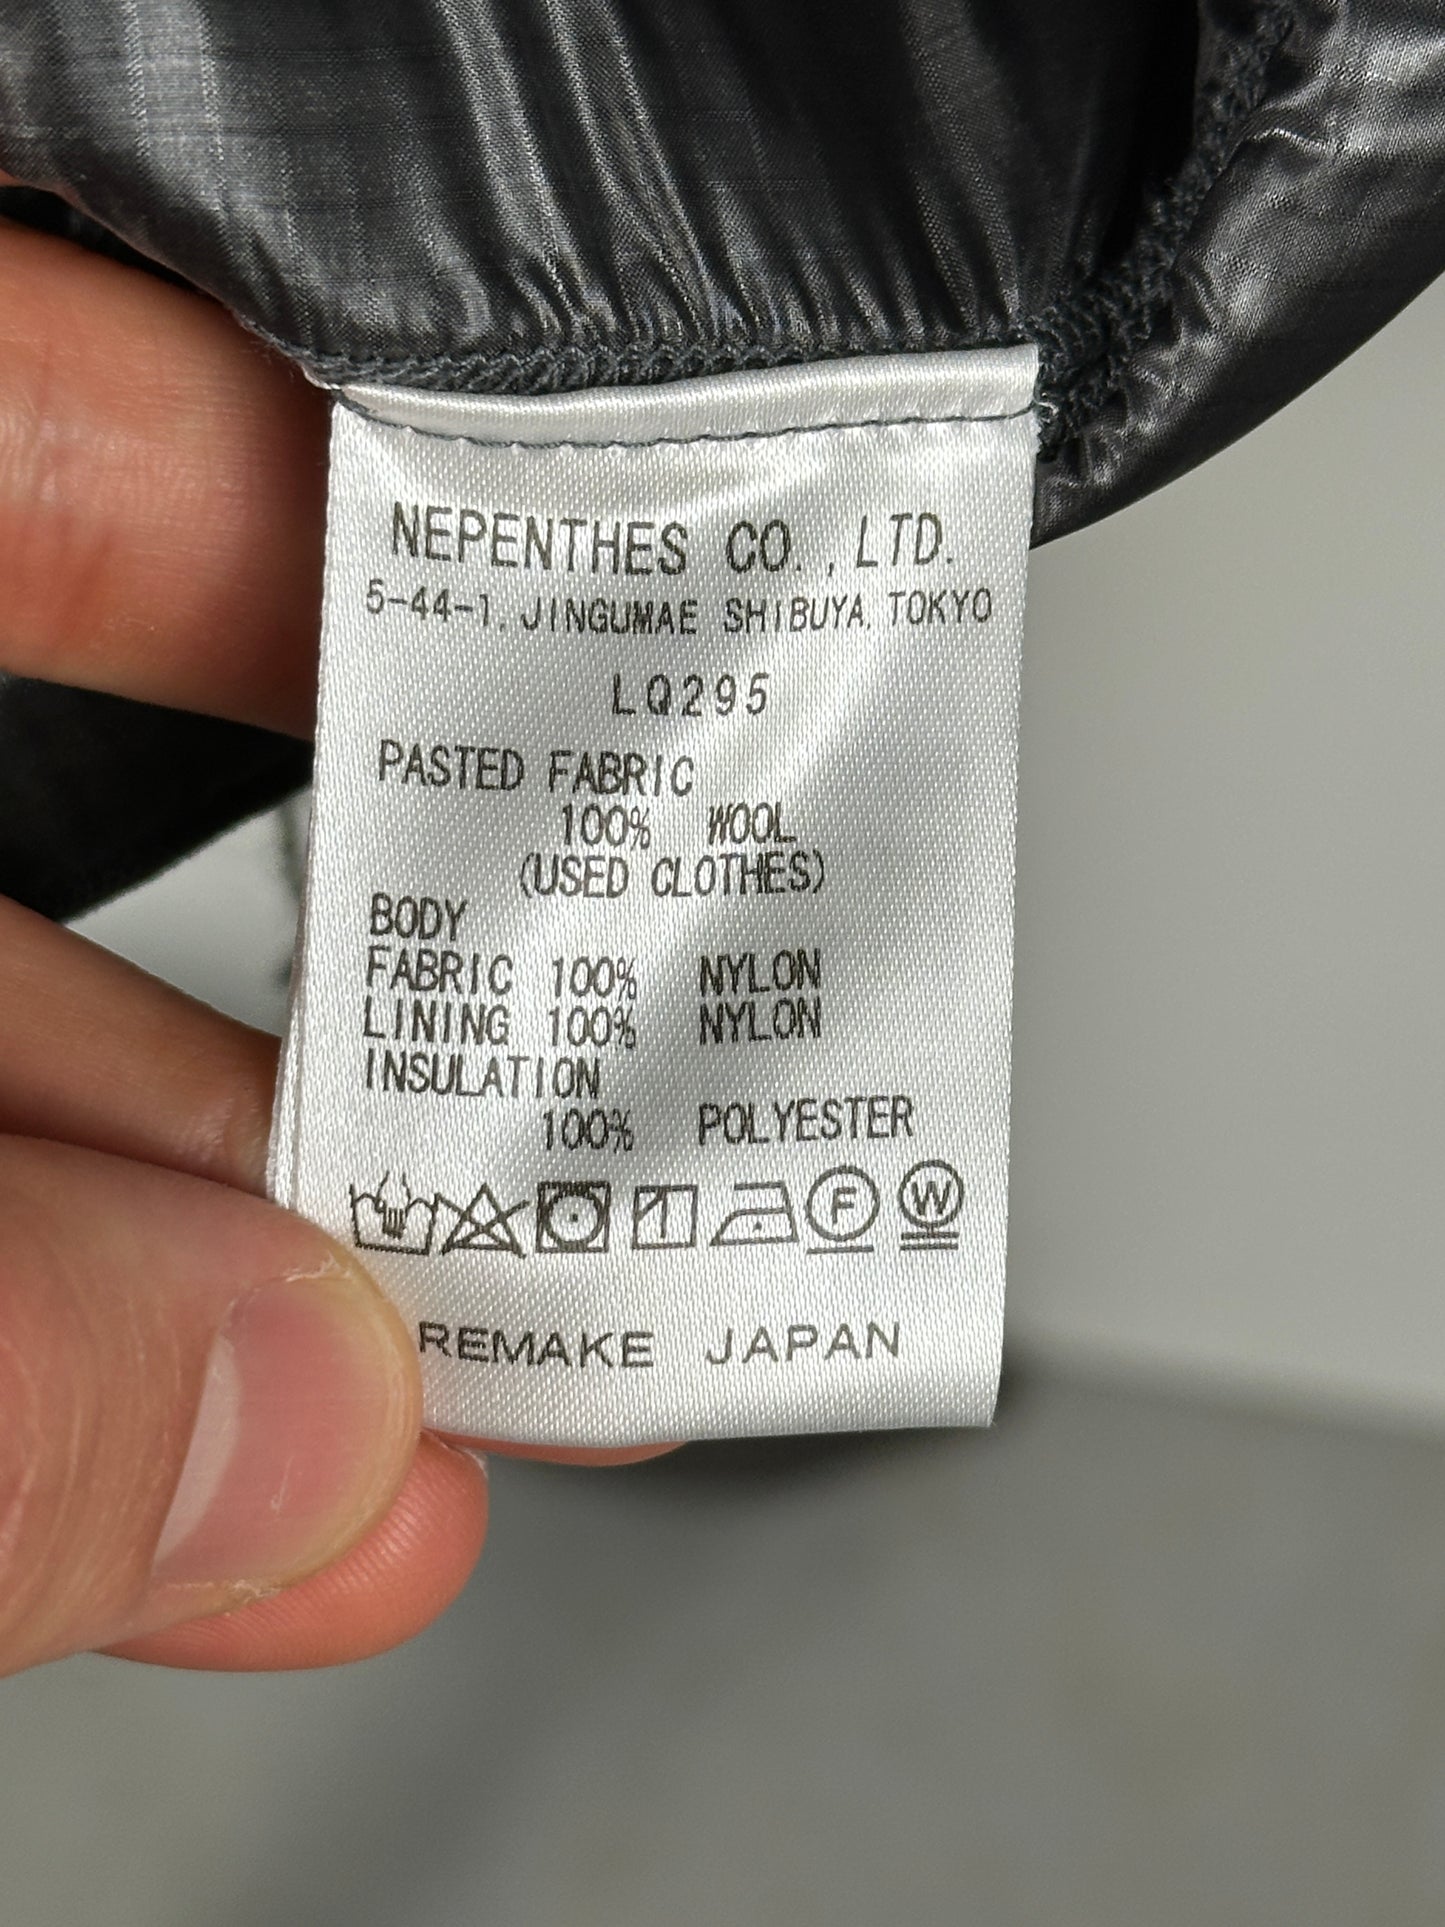 NEPENTHES CO., LTD.
5-44-1, JINGUMAE SHIBUYA, TOKYO
LQ295
PASTED FABRIC
100% WOOL
(USED CLOTHES)
BODY
FABRIC 100% NYLON
LINING 100% NYLON
INSULATION
100% POLYESTER
F W
REMAKE JAPAN